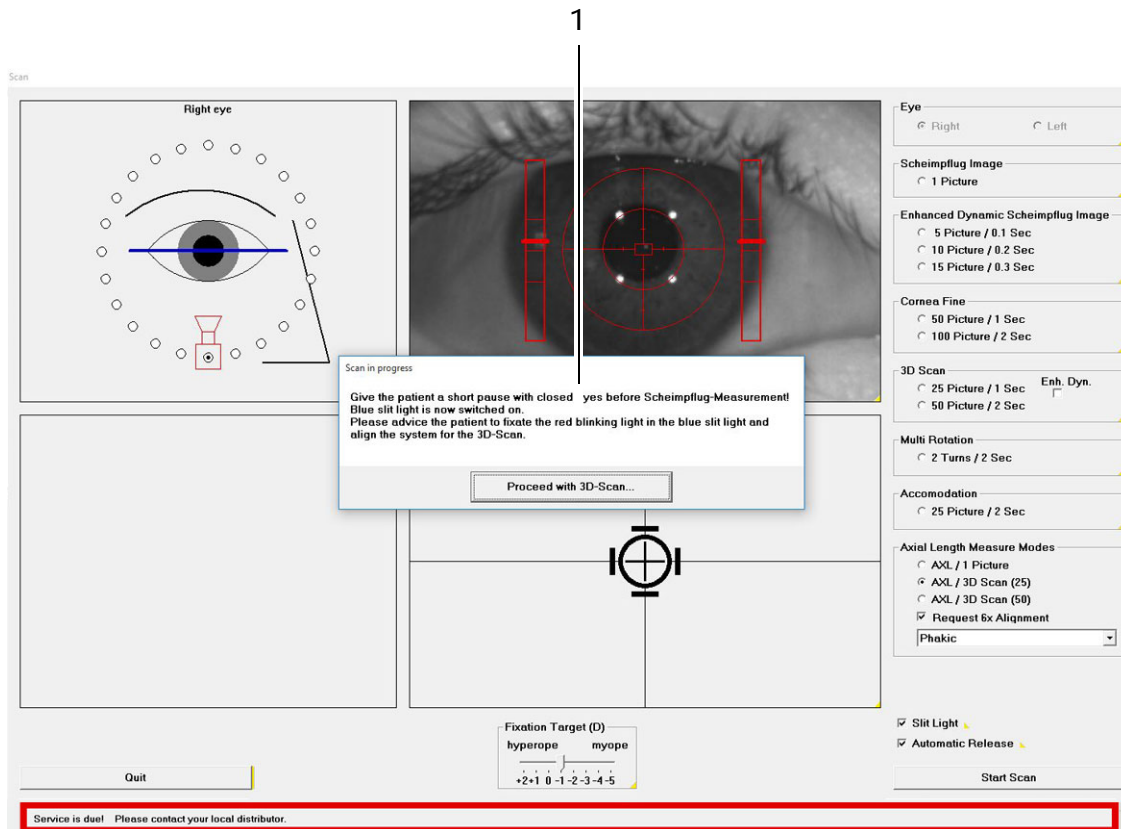 1
Scan
Right eye
Eye
Right Left
Scheimpflug Image
1 Picture
Enhanced Dynamic Scheimpflug Image
5 Picture / 0.1 Sec
10 Picture / 0.2 Sec
15 Picture / 0.3 Sec
Cornea Fine
50 Picture / 1 Sec
100 Picture / 2 Sec
3D Scan
25 Picture / 1 Sec Enh. Dyn.
50 Picture / 2 Sec
Multi Rotation
2 Turns / 2 Sec
Accomodation
25 Picture / 2 Sec
Axial Length Measure Modes
AXL / 1 Picture
AXL / 3D Scan (25)
AXL / 3D Scan (50)
Request 6x Alignment
Phakic
Scan in progress
Give the patient a short pause with closed yes before Scheimpflug-Measurement!
Blue slit light is now switched on.
Please advice the patient to fixate the red blinking light in the blue slit light and
align the system for the 3D-Scan.
Proceed with 3D-Scan...
Fixation Target (D)
hyperope myope
+2+1 0 -1 -2 -3 -4 -5
Slit Light
Automatic Release
Quit
Start Scan
Service is due! Please contact your local distributor.